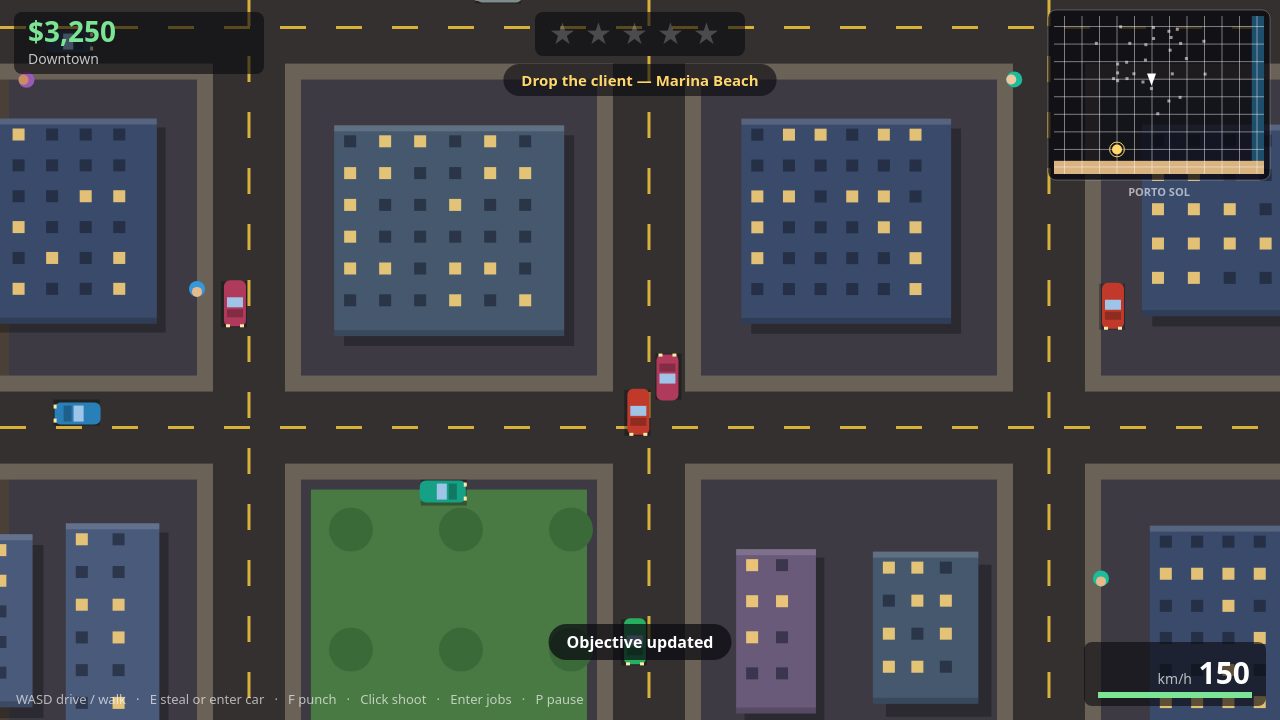 $3,250
Downtown
Drop the client — Marina Beach
PORTO SOL
Objective updated
km/h 150
WASD drive / walk · E steal or enter car · F punch · Click shoot · Enter jobs · P pause